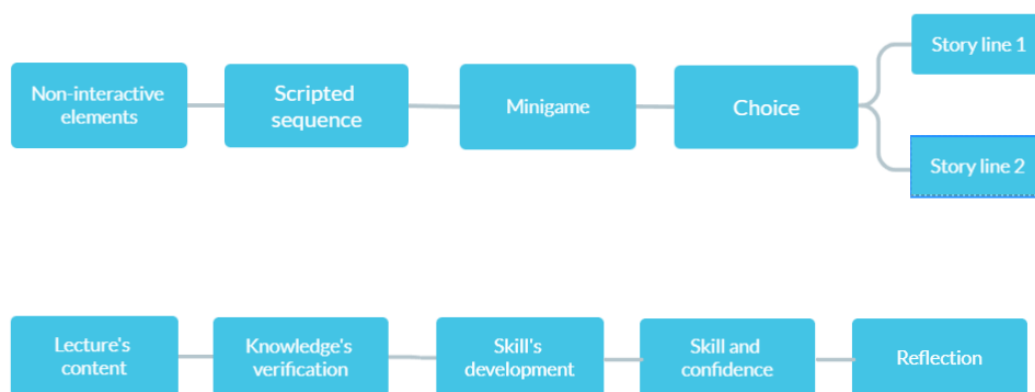 Non-interactive
elements
Scripted
sequence
Minigame
Choice
Story line 1
Story line 2
Lecture's
content
Knowledge's
verification
Skill's
development
Skill and
confidence
Reflection